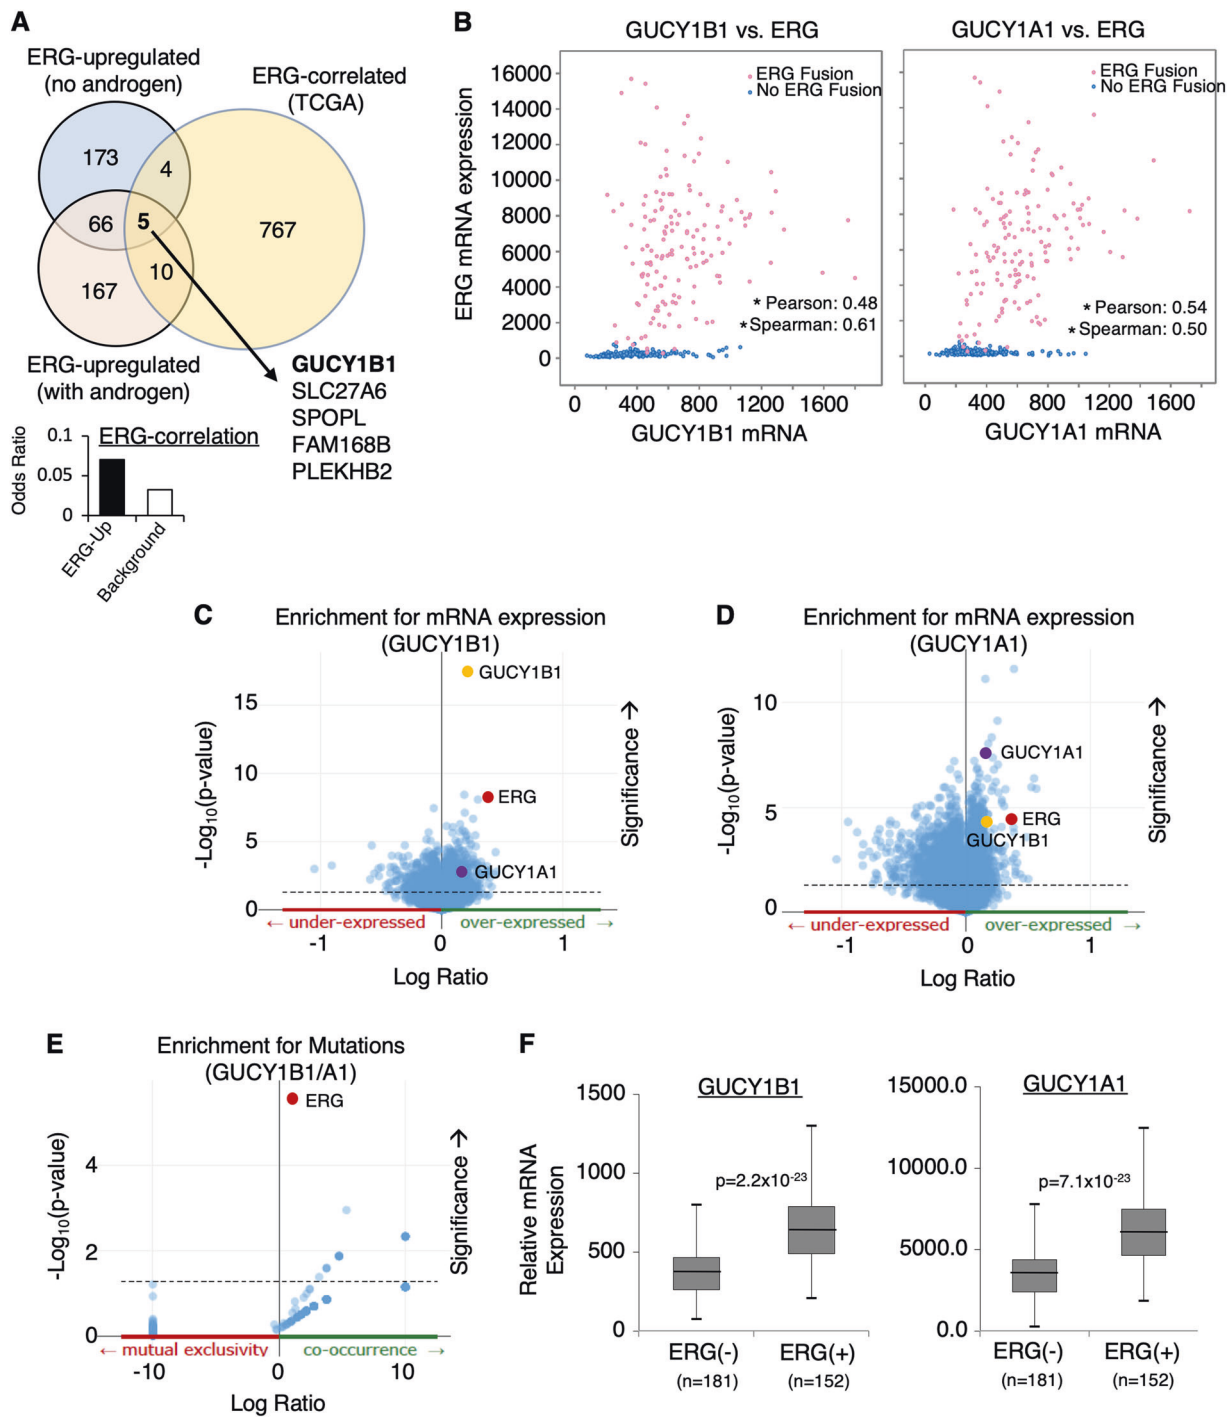 A
ERG-upregulated
(no androgen)
ERG-correlated
(TCGA)
173
4
66
5
767
10
167
ERG-upregulated
(with androgen)
GUCY1B1
SLC27A6
SPOPL
FAM168B
PLEKHB2
ERG-correlation
Odds Ratio
0.1
0.05
0
ERG-Up
Background
B
GUCY1B1 vs. ERG
ERG mRNA expression
16000
14000
12000
10000
8000
6000
4000
2000
0
ERG Fusion
No ERG Fusion
* Pearson: 0.48
* Spearman: 0.61
0 400 800 1200 1600
GUCY1B1 mRNA
GUCY1A1 vs. ERG
ERG Fusion
No ERG Fusion
* Pearson: 0.54
* Spearman: 0.50
0 400 800 1200 1600
GUCY1A1 mRNA
C
Enrichment for mRNA expression
(GUCY1B1)
-Log10(p-value)
15
10
5
0
GUCY1B1
ERG
GUCY1A1
Significance →
← under-expressed
over-expressed →
-1 0 1
Log Ratio
D
Enrichment for mRNA expression
(GUCY1A1)
-Log10(p-value)
10
5
0
GUCY1A1
ERG
GUCY1B1
Significance →
← under-expressed
over-expressed →
-1 0 1
Log Ratio
E
Enrichment for Mutations
(GUCY1B1/A1)
-Log10(p-value)
4
2
0
ERG
Significance →
← mutual exclusivity
co-occurrence →
-10 0 10
Log Ratio
F
Relative mRNA
Expression
GUCY1B1
1500
1000
500
0
p=2.2x10-23
ERG(-) ERG(+)
(n=181) (n=152)
GUCY1A1
15000.0
10000.0
5000.0
0.0
p=7.1x10-23
ERG(-) ERG(+)
(n=181) (n=152)